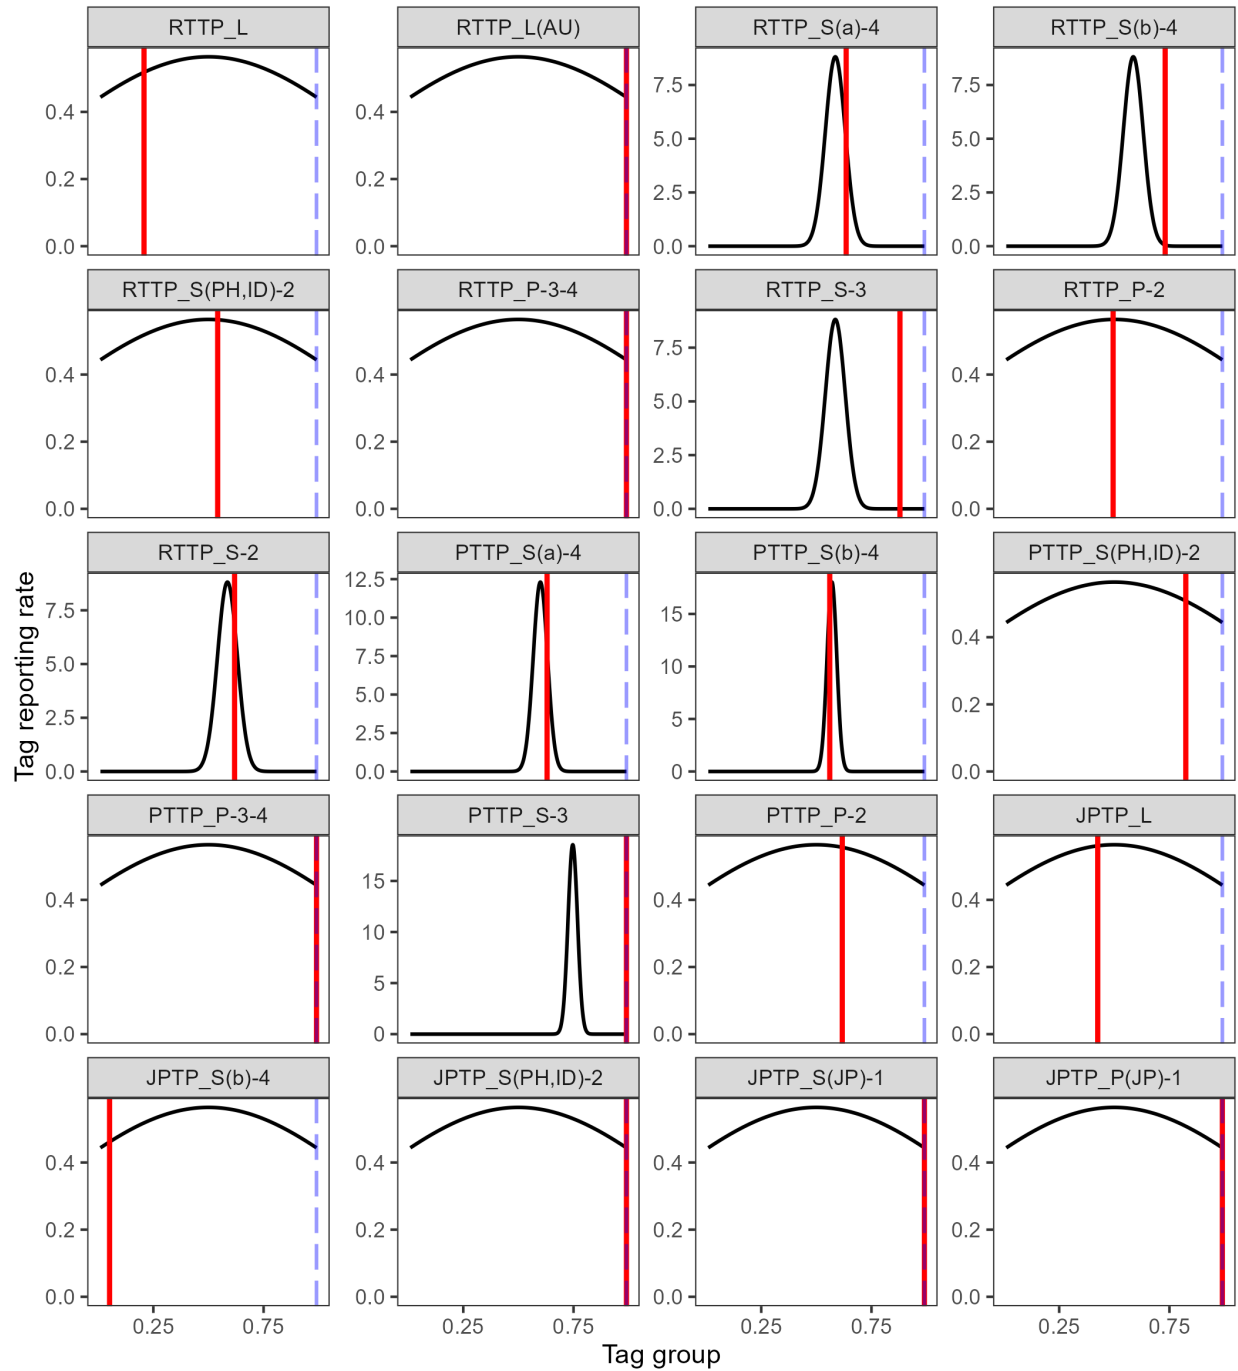 RTTP_L RTTP_L(AU) RTTP_S(a)-4 RTTP_S(b)-4
0.4 0.4 7.5 7.5
5.0 5.0
0.2 0.2 2.5 2.5
0.0 0.0 0.0 0.0
RTTP_S(PH,ID)-2 RTTP_P-3-4 RTTP_S-3 RTTP_P-2
0.4 0.4 7.5 0.4
5.0
0.2 0.2 2.5 0.2
0.0 0.0 0.0 0.0
RTTP_S-2 PTTP_S(a)-4 PTTP_S(b)-4 PTTP_S(PH,ID)-2
12.5
7.5 10.0 15 0.4
5.0 7.5 10
2.5 5.0 5 0.2
2.5
0.0 0.0 0 0.0
PTTP_P-3-4 PTTP_S-3 PTTP_P-2 JPTP_L
0.4 15 0.4 0.4
10
0.2 5 0.2 0.2
0.0 0 0.0 0.0
JPTP_S(b)-4 JPTP_S(PH,ID)-2 JPTP_S(JP)-1 JPTP_P(JP)-1
0.4 0.4 0.4 0.4
0.2 0.2 0.2 0.2
0.0 0.0 0.0 0.0
0.25 0.75 0.25 0.75 0.25 0.75 0.25 0.75
Tag group
Tag reporting rate